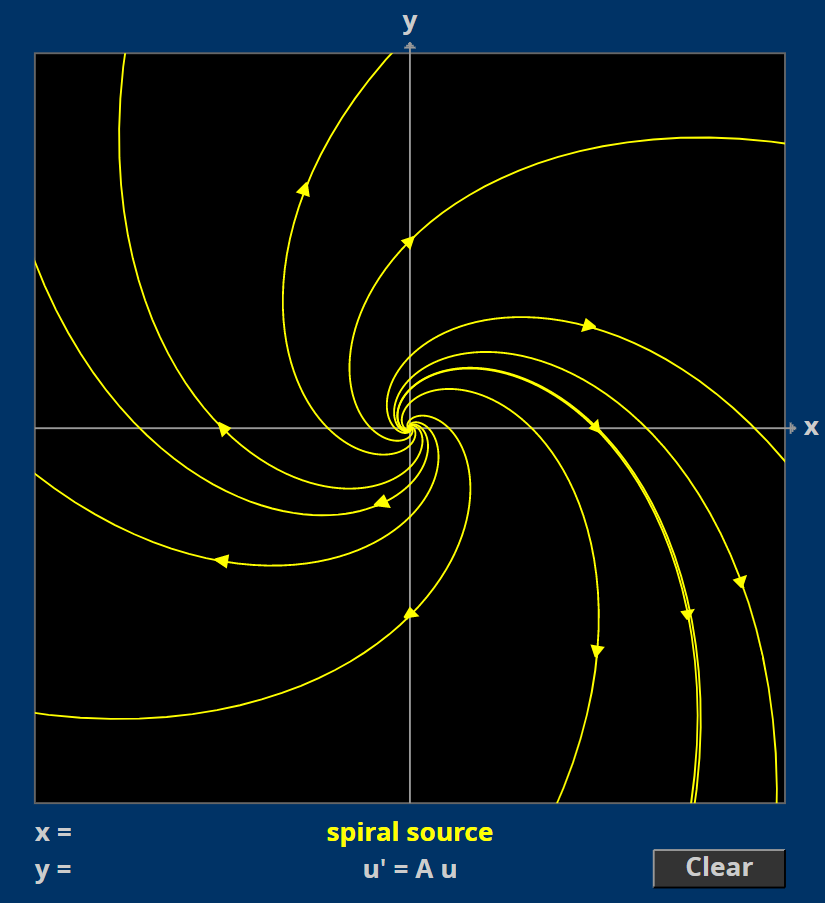 y
x
x =
spiral source
y =
u' = A u
Clear